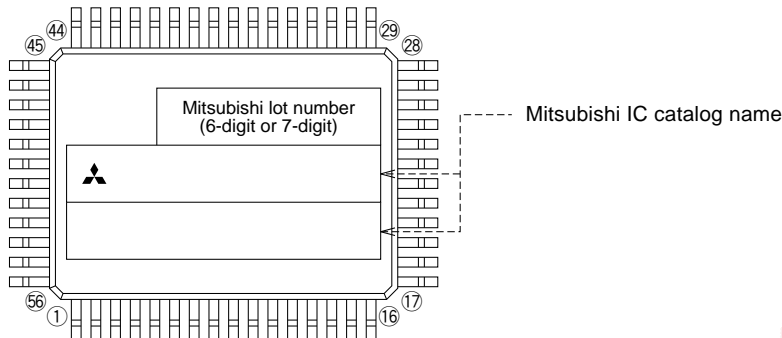 44 29
45 28
Mitsubishi lot number
(6-digit or 7-digit)
Mitsubishi IC catalog name
56 17
1 16